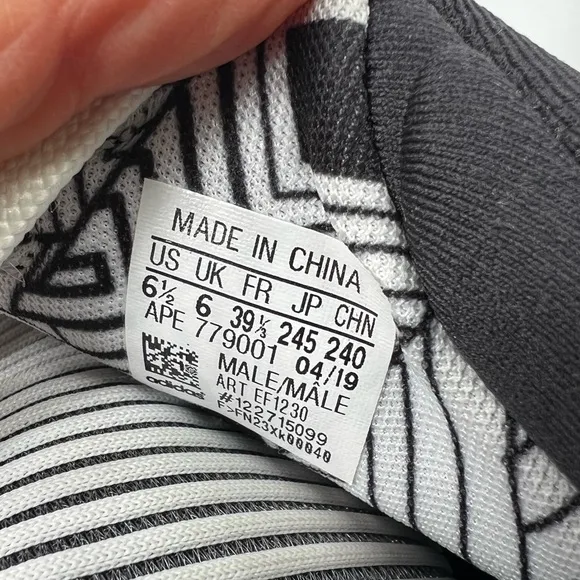 MADE IN CHINA
US UK FR JP CHN
6½ 6 39⅓ 245 240
APE 779001 04/19
MALE/MÂLE
ART EF1230
#122715099
F>FN23Xk00040
adidas